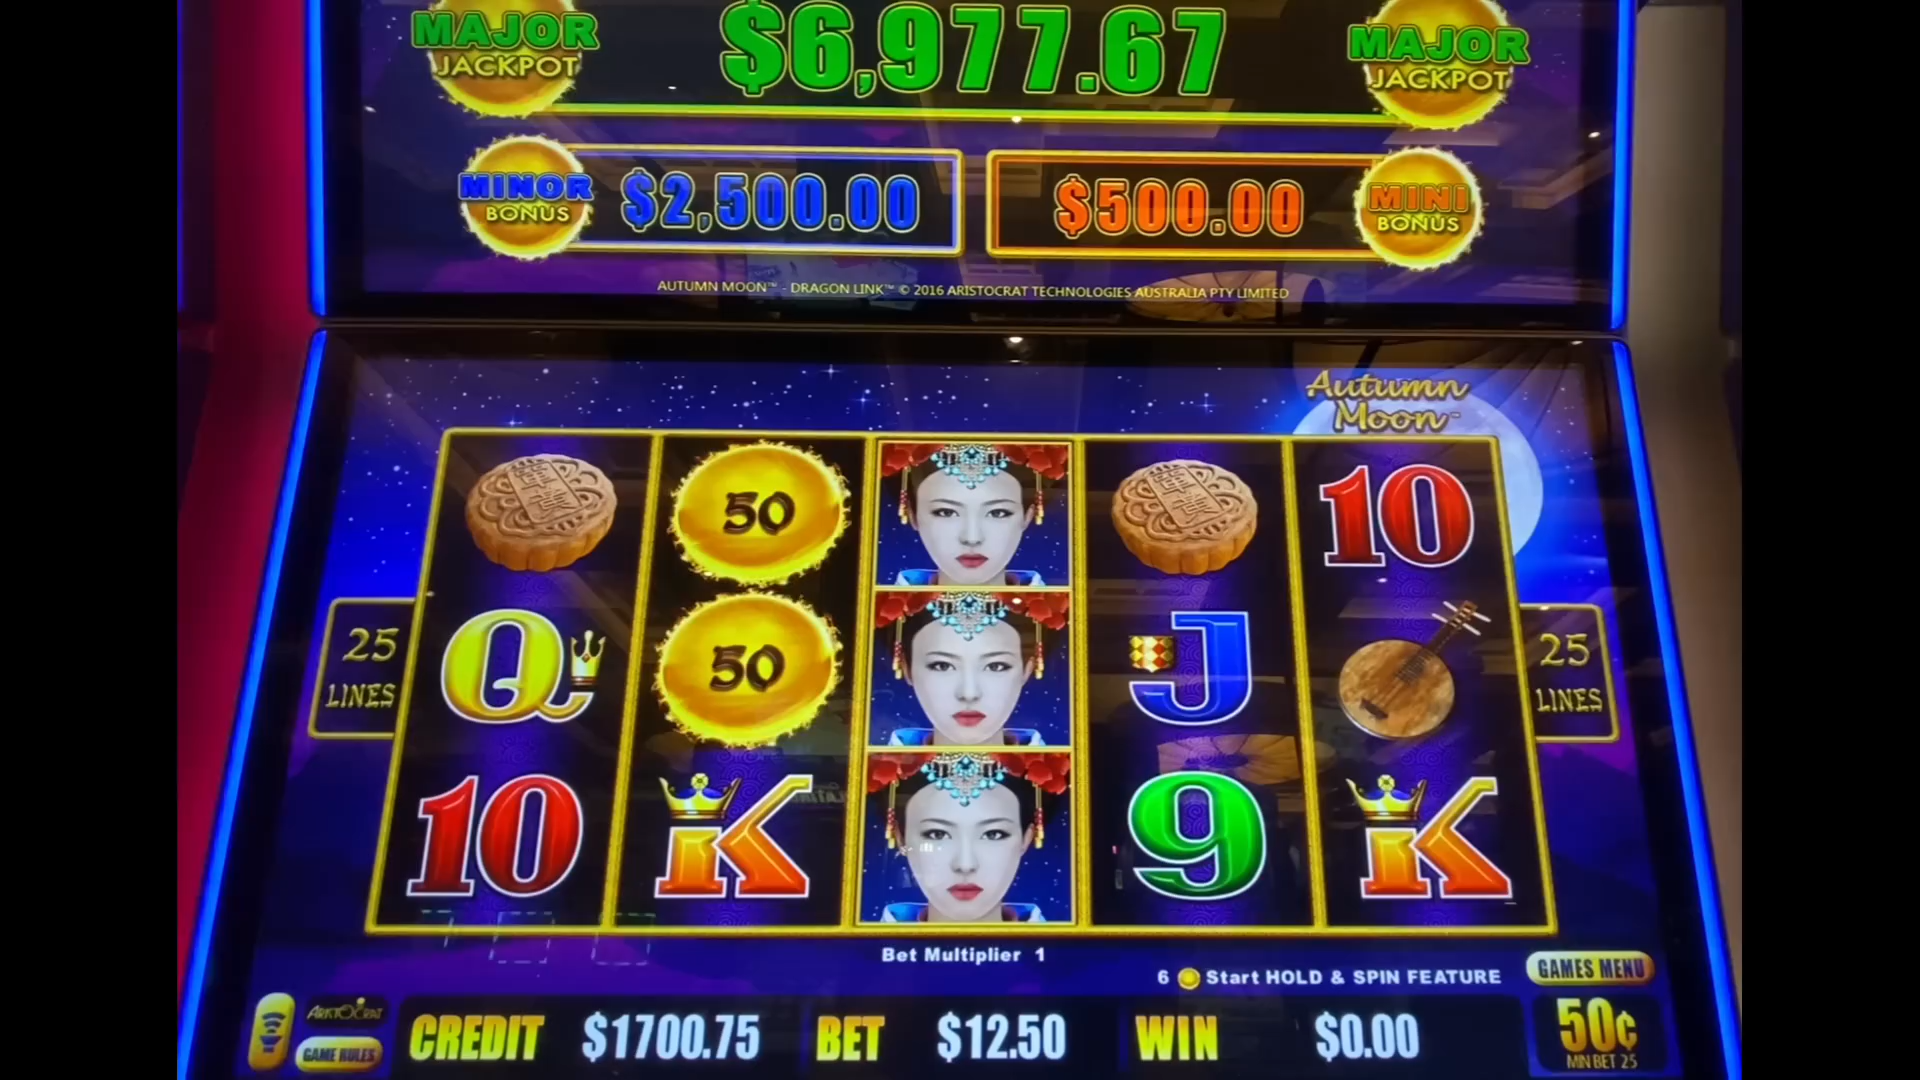 MAJOR
JACKPOT
$6,977.67
MAJOR
JACKPOT
MINOR
BONUS
$2,500.00
$500.00
MINI
BONUS
AUTUMN MOON™ - DRAGON LINK™ © 2016 ARISTOCRAT TECHNOLOGIES AUSTRALIA PTY LIMITED
Autumn
Moon™
50
10
25
LINES
Q
50
J
25
LINES
10
K
9
K
Bet Multiplier 1
6 Start HOLD & SPIN FEATURE
GAMES MENU
ARISTOCRAT
GAME RULES
CREDIT $1700.75 BET $12.50 WIN $0.00
50¢
MIN BET 25